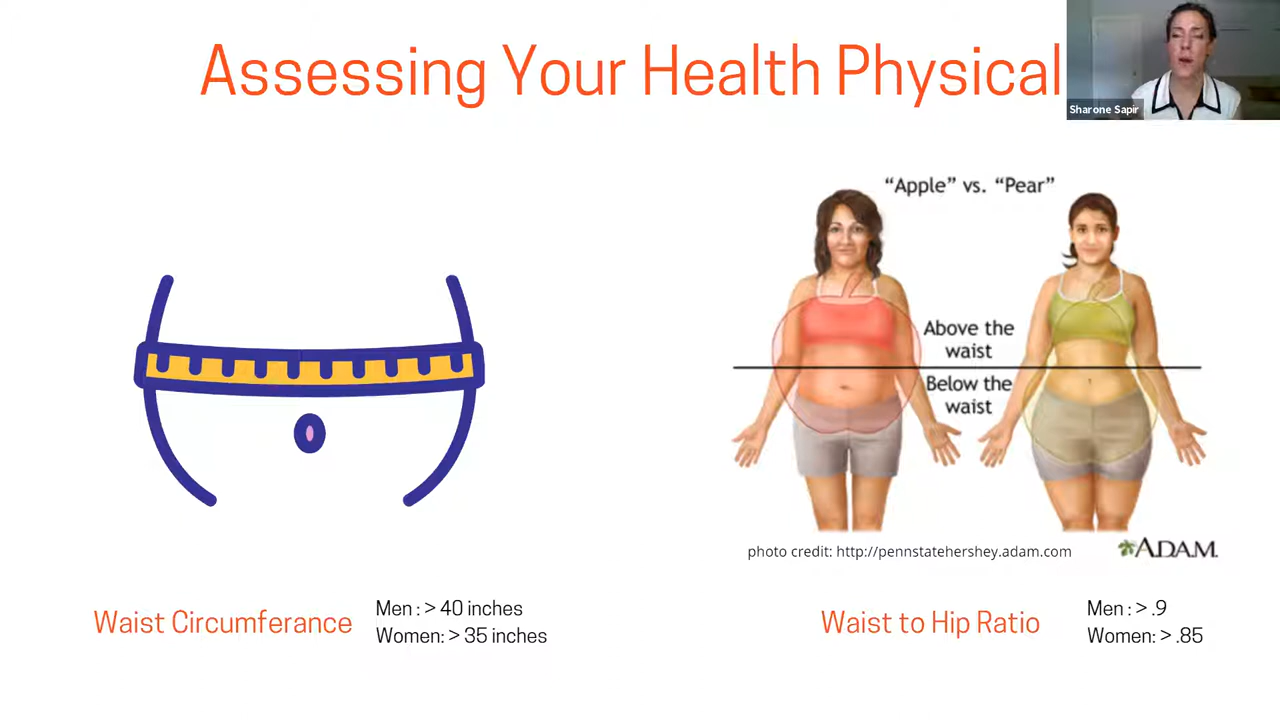 Assessing Your Health Physical
Sharone Sapir
“Apple” vs. “Pear”
Above the
waist
Below the
waist
photo credit: http://pennstatehershey.adam.com
A.D.A.M.
Waist Circumferance
Men : > 40 inches
Women: > 35 inches
Waist to Hip Ratio
Men : > .9
Women: > .85